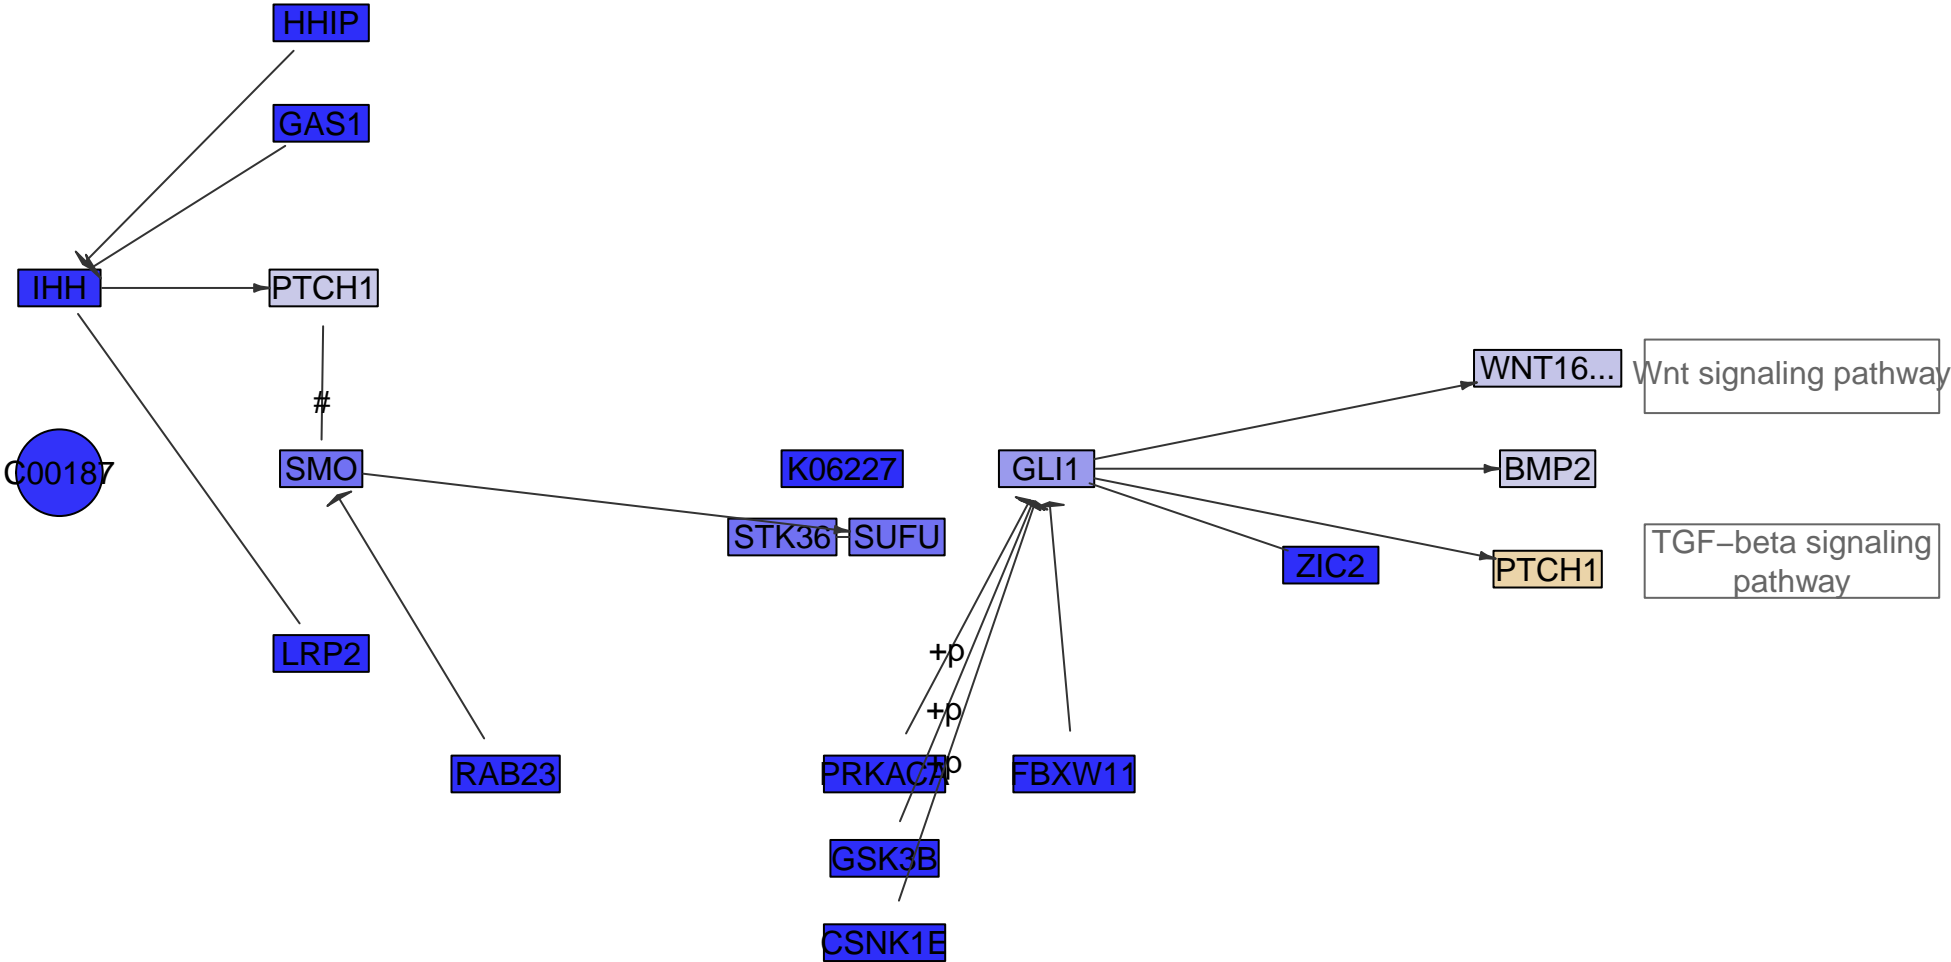 HHIP
GAS1
IHH
PTCH1
WNT16...
Wnt signaling pathway
#
C00187
SMO
K06227
GLI1
BMP2
STK36
SUFU
ZIC2
PTCH1
TGF−beta signaling
pathway
LRP2
+p
+p
+p
RAB23
PRKACA
FBXW11
GSK3B
CSNK1E